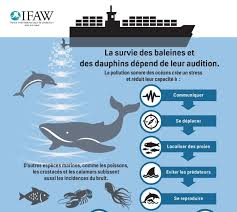 IFAW
La survie des baleines et
des dauphins dépend de leur audition.
La pollution sonore des océans crée un stress
et réduit leur capacité à :
Communiquer
Se déplacer
Localiser des proies
Éviter les prédateurs
Se reproduire
D'autres espèces marines, comme les poissons,
les crustacés et les calamars subissent
aussi les incidences du bruit.